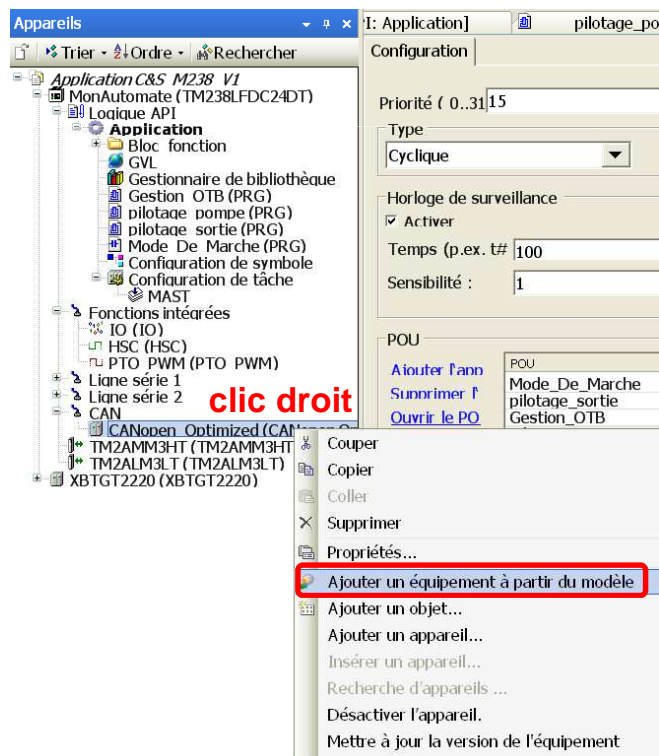 Appareils
Trier Ordre Rechercher
Application C&S M238 V1
MonAutomate (TM238LFDC24DT)
Logique API
Application
Bloc fonction
GVL
Gestionnaire de bibliothèque
Gestion OTB (PRG)
pilotage pompe (PRG)
pilotage sortie (PRG)
Mode De Marche (PRG)
Configuration de symbole
Configuration de tâche
MAST
Fonctions intégrées
IO (IO)
HSC (HSC)
PTO PWM (PTO PWM)
Ligne série 1
Ligne série 2
CAN
CANopen Optimized (CANopen Op
TM2AMM3HT (TM2AMM3HT)
TM2ALM3LT (TM2ALM3LT)
XBTGT2220 (XBTGT2220)
clic droit
I: Application]
pilotage_po
Configuration
Priorité ( 0..31 15
Type
Cyclique
Horloge de surveillance
Activer
Temps (p.ex. t# 100
Sensibilité : 1
POU
Ajouter l'app
Supprimer l'
Ouvrir le PO
POU
Mode_De_Marche
pilotage_sortie
Gestion_OTB
Couper
Copier
Coller
Supprimer
Propriétés...
Ajouter un équipement à partir du modèle
Ajouter un objet...
Ajouter un appareil...
Insérer un appareil...
Recherche d'appareils ...
Désactiver l'appareil.
Mettre à jour la version de l'équipement